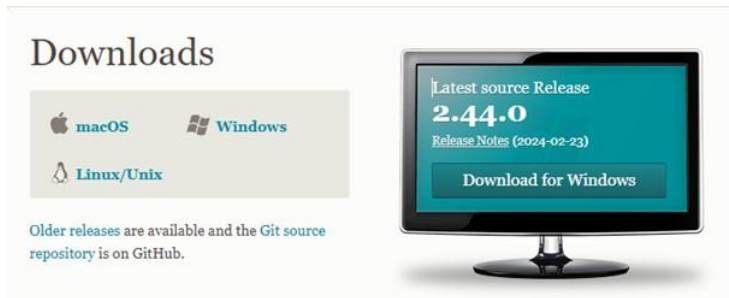 Downloads
macOS
Windows
Linux/Unix
Older releases are available and the Git source
repository is on GitHub.
Latest source Release
2.44.0
Release Notes (2024-02-23)
Download for Windows